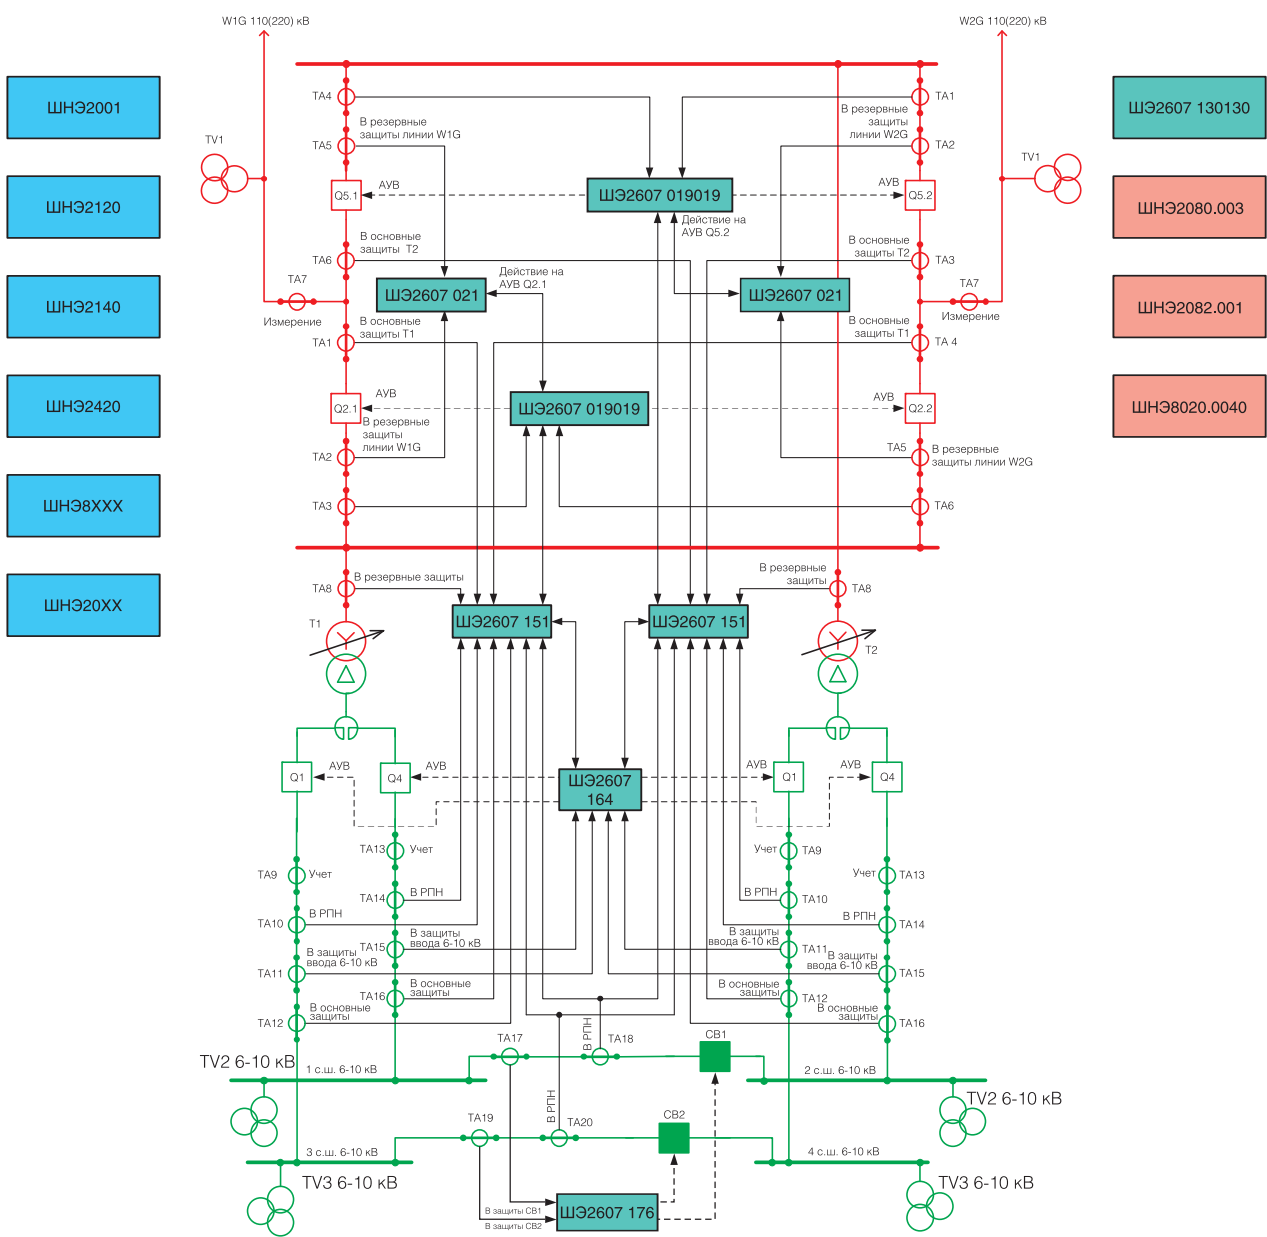 W1G 110(220) кВ
W2G 110(220) кВ
ШНЭ2001
ШНЭ2120
ШНЭ2140
ШНЭ2420
ШНЭ8ХХХ
ШНЭ20ХХ
ШЭ2607 130130
ШНЭ2080.003
ШНЭ2082.001
ШНЭ8020.0040
TV1
TA4
В резервные
защиты линии W1G
TA5
Q5.1
АУВ
В основные
защиты Т2
TA6
TA7
Измерение
TA1
В основные
защиты Т1
Q2.1
АУВ
В резервные
защиты
линии W1G
TA2
TA3
ШЭ2607 019019
Действие на
АУВ Q5.2
ШЭ2607 021
Действие на
АУВ Q2.1
ШЭ2607 021
ШЭ2607 019019
TA1
В резервные
защиты
линии W2G
TA2
TV1
АУВ
Q5.2
В основные
защиты Т2
TA3
TA7
Измерение
В основные
защиты Т1
TA 4
АУВ
Q2.2
TA5
В резервные
защиты линии W2G
TA6
TA8
В резервные защиты
T1
В резервные
защиты
TA8
T2
ШЭ2607 151
ШЭ2607 151
Q1
АУВ
Q4
АУВ
ШЭ2607
164
АУВ
Q1
АУВ
Q4
TA13
Учет
TA9
Учет
TA14
В РПН
TA10
В РПН
TA15
В защиты
ввода 6-10 кВ
TA11
В защиты
ввода 6-10 кВ
TA16
В основные
защиты
TA12
В основные
защиты
Учет
TA9
Учет
TA13
В РПН
TA10
В РПН
TA14
В защиты
ввода 6-10 кВ
TA11
В защиты
ввода 6-10 кВ
TA15
В основные
защиты
TA12
В основные
защиты
TA16
TV2 6-10 кВ
1 с.ш. 6-10 кВ
TA17
В РПН
TA18
СВ1
2 с.ш. 6-10 кВ
TV2 6-10 кВ
3 с.ш. 6-10 кВ
TV3 6-10 кВ
TA19
В РПН
TA20
СВ2
4 с.ш. 6-10 кВ
TV3 6-10 кВ
В защиты СВ1
В защиты СВ2
ШЭ2607 176